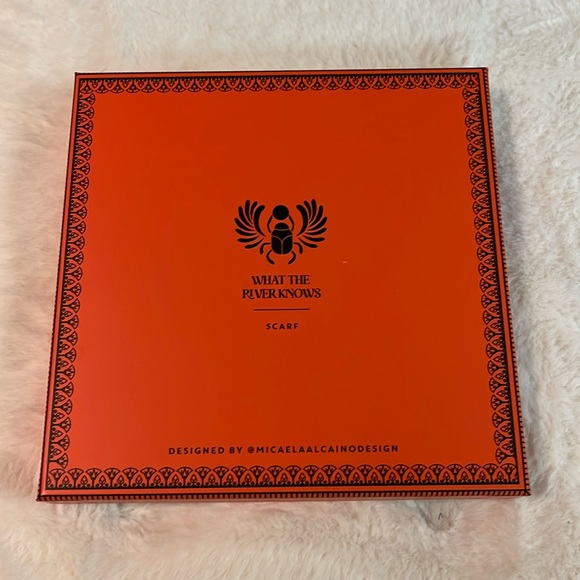 WHAT THE
RIVER KNOWS
SCARF
DESIGNED BY @MICAELAALCAINODESIGN